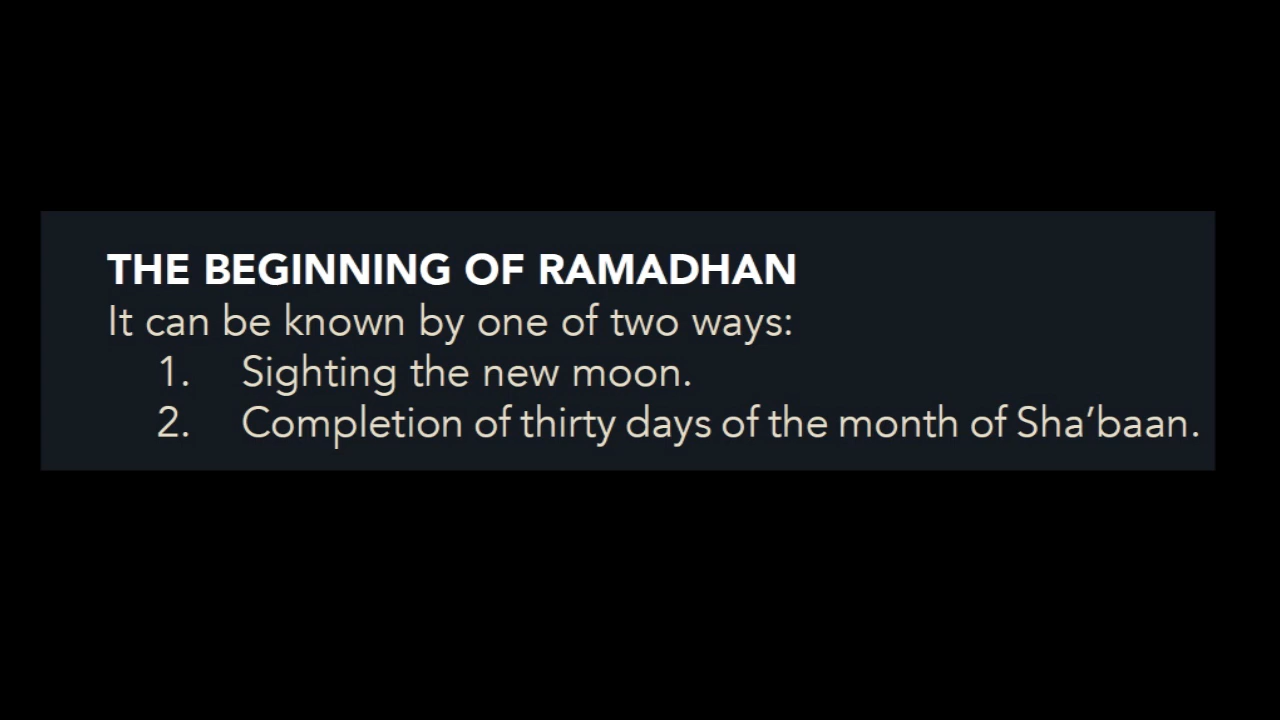 THE BEGINNING OF RAMADHAN
It can be known by one of two ways:
1. Sighting the new moon.
2. Completion of thirty days of the month of Sha’baan.